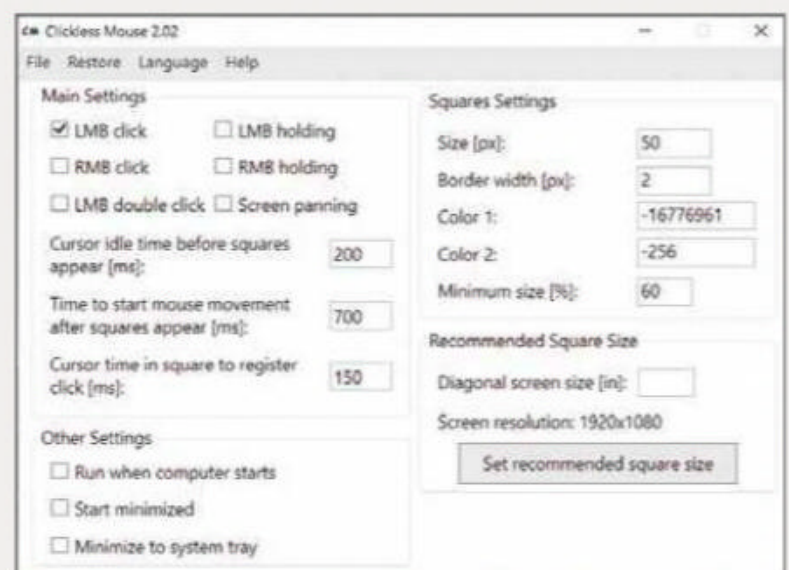 CM Clickless Mouse 2.02
File Restore Language Help
Main Settings
LMB click LMB holding
RMB click RMB holding
LMB double click Screen panning
Cursor idle time before squares
appear [ms]: 200
Time to start mouse movement
after squares appear [ms]: 700
Cursor time in square to register
click [ms]: 150
Other Settings
Run when computer starts
Start minimized
Minimize to system tray
Squares Settings
Size [px]: 50
Border width [px]: 2
Color 1: -16776961
Color 2: -256
Minimum size [%]: 60
Recommended Square Size
Diagonal screen size [in]:
Screen resolution: 1920x1080
Set recommended square size